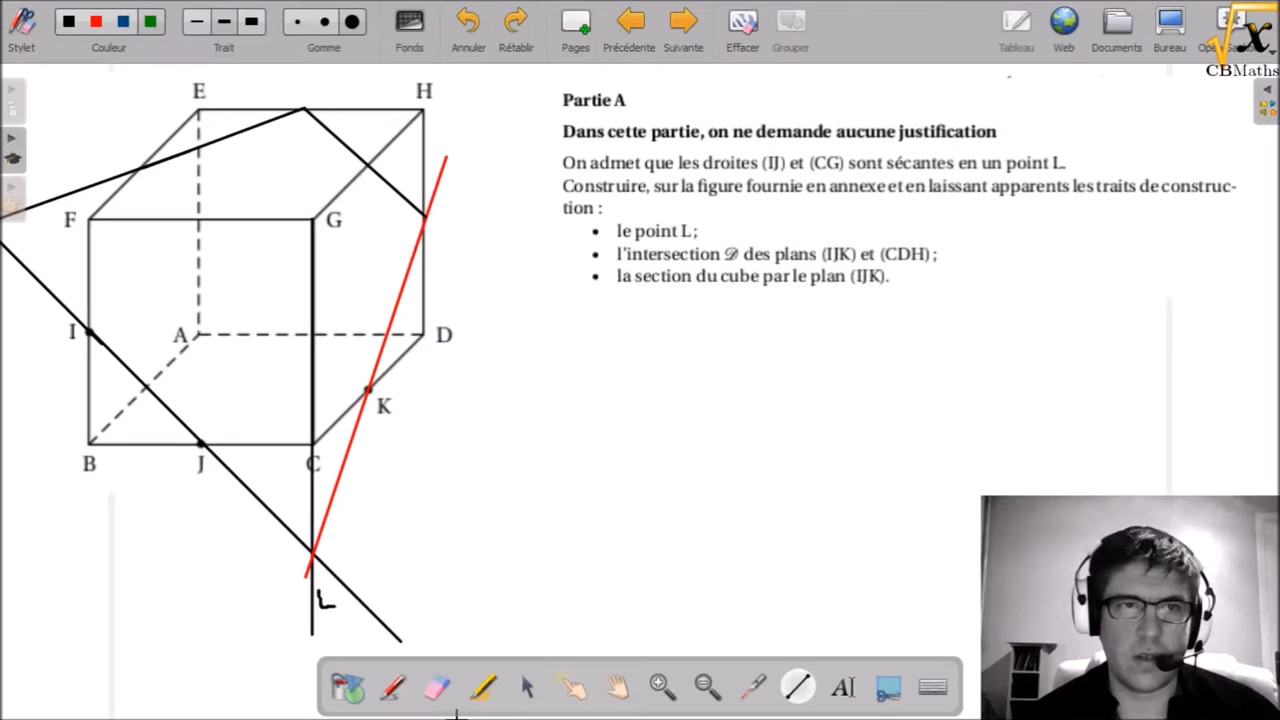 Stylet Couleur Trait Gomme Fonds Annuler Rétablir Pages Précédente Suivante Effacer Grouper Tableau Web Documents Bureau
√x
CBMaths
E H
F G
I A D
K
B J C
L
Partie A
Dans cette partie, on ne demande aucune justification
On admet que les droites (IJ) et (CG) sont sécantes en un point L.
Construire, sur la figure fournie en annexe et en laissant apparents les traits de construc-
tion :
• le point L ;
• l'intersection 𝒟 des plans (IJK) et (CDH) ;
• la section du cube par le plan (IJK).
AI